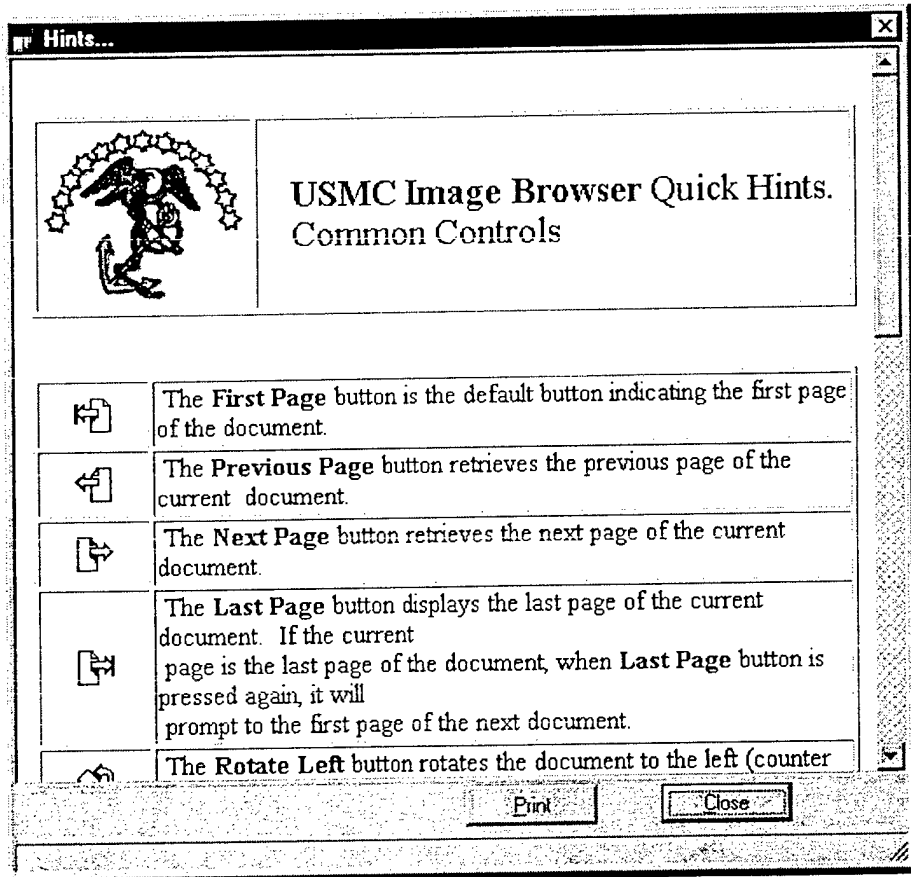 Hints...
USMC Image Browser Quick Hints.
Common Controls
The First Page button is the default button indicating the first page
of the document.
The Previous Page button retrieves the previous page of the
current document.
The Next Page button retrieves the next page of the current
document.
The Last Page button displays the last page of the current
document. If the current
page is the last page of the document, when Last Page button is
pressed again, it will
prompt to the first page of the next document.
The Rotate Left button rotates the document to the left (counter
Print
Close